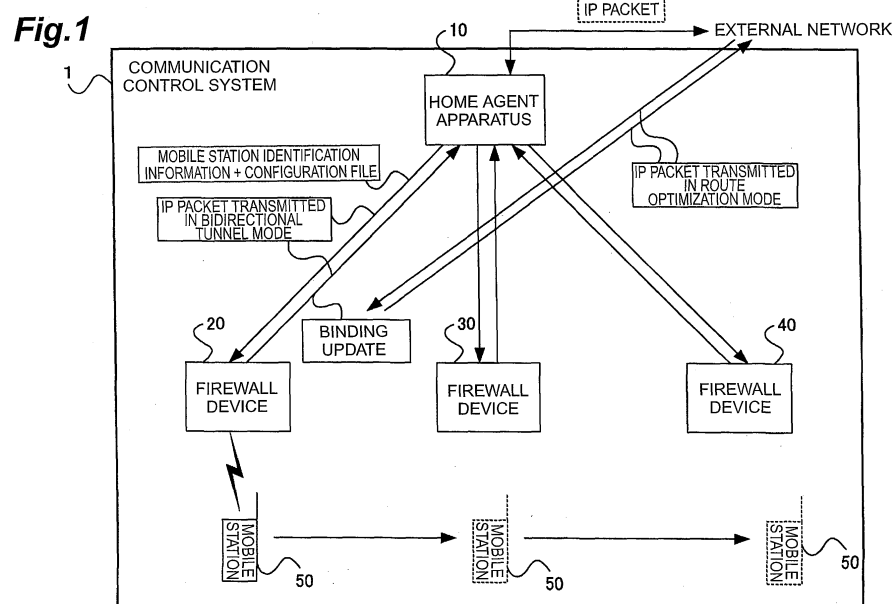 Fig.1
IP PACKET
EXTERNAL NETWORK
10
1
COMMUNICATION
CONTROL SYSTEM
HOME AGENT
APPARATUS
MOBILE STATION IDENTIFICATION
INFORMATION + CONFIGURATION FILE
IP PACKET TRANSMITTED
IN ROUTE
OPTIMIZATION MODE
IP PACKET TRANSMITTED
IN BIDIRECTIONAL
TUNNEL MODE
BINDING
UPDATE
20
30
40
FIREWALL
DEVICE
FIREWALL
DEVICE
FIREWALL
DEVICE
MOBILE
STATION
50
MOBILE
STATION
50
MOBILE
STATION
50